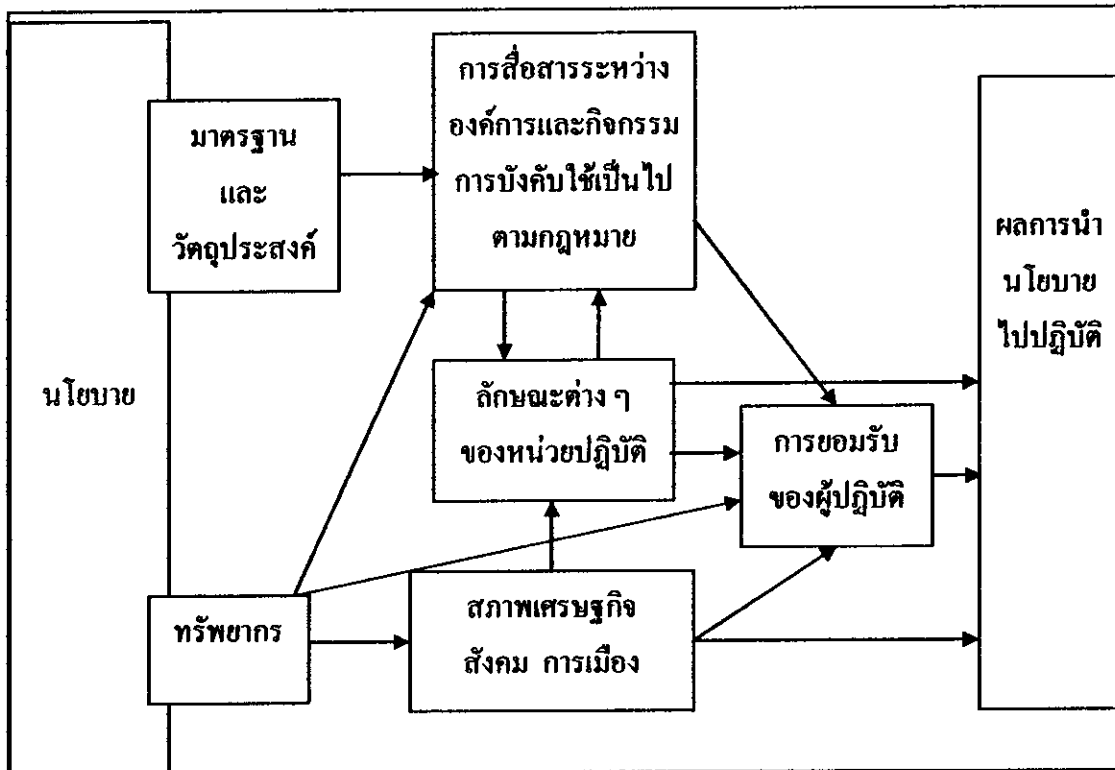 นโยบาย
มาตรฐาน
และ
วัตถุประสงค์
ทรัพยากร
การสื่อสารระหว่าง
องค์การและกิจกรรม
การบังคับใช้เป็นไป
ตามกฎหมาย
ลักษณะต่าง ๆ
ของหน่วยปฏิบัติ
สภาพเศรษฐกิจ
สังคม การเมือง
การยอมรับ
ของผู้ปฏิบัติ
ผลการนำ
นโยบาย
ไปปฏิบัติ